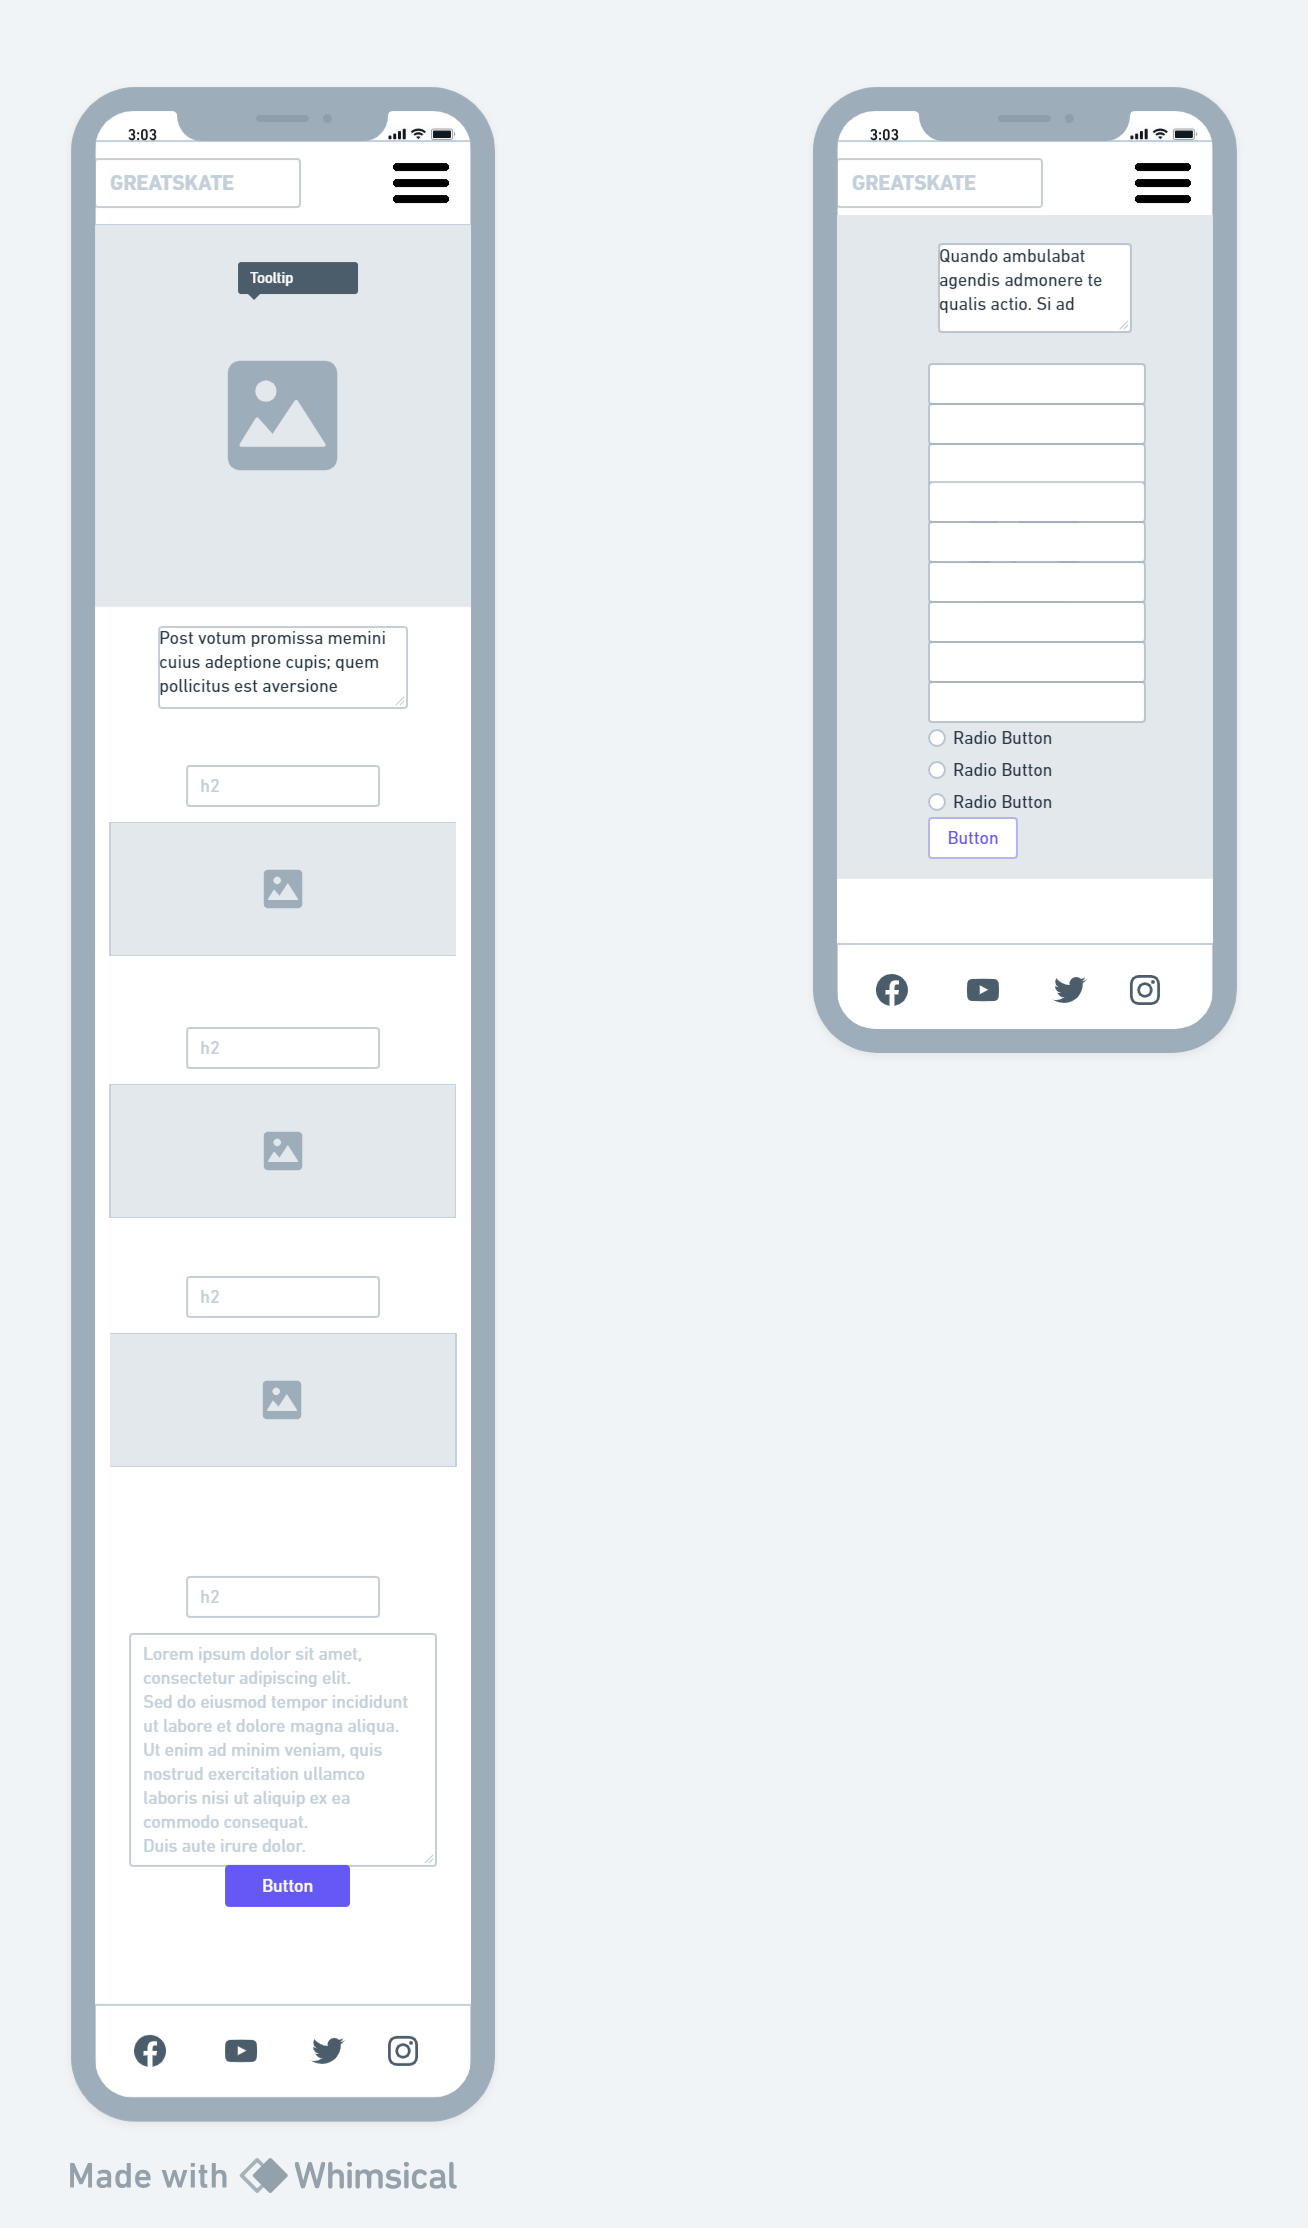 3:03
GREATSKATE
Tooltip
Post votum promissa memini
cuius adeptione cupis; quem
pollicitus est aversione
h2
h2
h2
h2
Lorem ipsum dolor sit amet,
consectetur adipiscing elit.
Sed do eiusmod tempor incididunt
ut labore et dolore magna aliqua.
Ut enim ad minim veniam, quis
nostrud exercitation ullamco
laboris nisi ut aliquip ex ea
commodo consequat.
Duis aute irure dolor.
Button
3:03
GREATSKATE
Quando ambulabat
agendis admonere te
qualis actio. Si ad
Radio Button
Radio Button
Radio Button
Button
Made with Whimsical